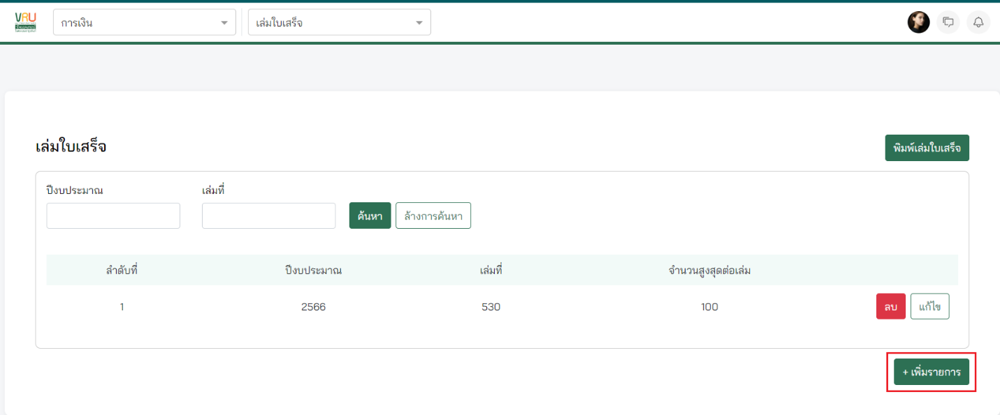 VRU
การเงิน
เล่มใบเสร็จ
เล่มใบเสร็จ
พิมพ์เล่มใบเสร็จ
ปีงบประมาณ
เล่มที่
ค้นหา
ล้างการค้นหา
ลำดับที่ ปีงบประมาณ เล่มที่ จำนวนสูงสุดต่อเล่ม
1 2566 530 100 ลบ แก้ไข
+ เพิ่มรายการ